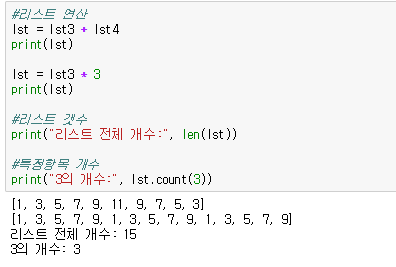 #리스트 연산
lst = lst3 + lst4
print(lst)
lst = lst3 * 3
print(lst)
#리스트 갯수
print("리스트 전체 개수:", len(lst))
#특정항목 개수
print("3의 개수:", lst.count(3))
[1, 3, 5, 7, 9, 11, 9, 7, 5, 3]
[1, 3, 5, 7, 9, 1, 3, 5, 7, 9, 1, 3, 5, 7, 9]
리스트 전체 개수: 15
3의 개수: 3